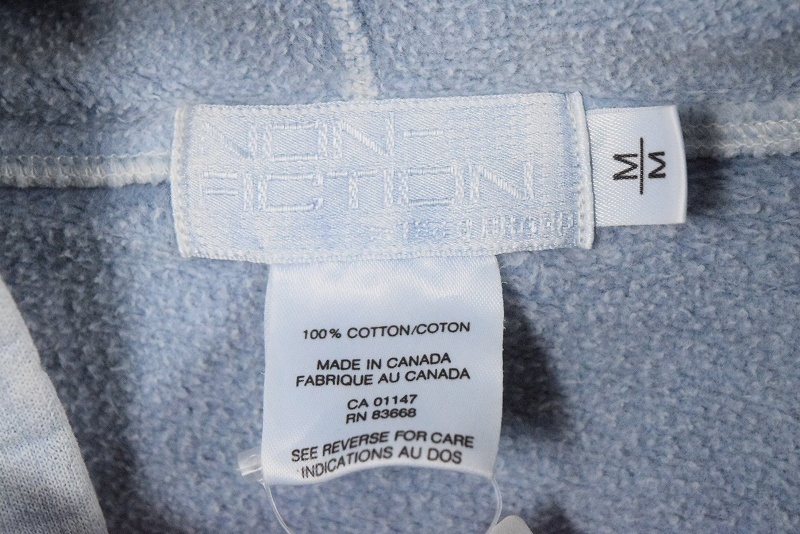 NON-
FICTION
M
M
100% COTTON/COTON
MADE IN CANADA
FABRIQUE AU CANADA
CA 01147
RN 83668
SEE REVERSE FOR CARE
INDICATIONS AU DOS